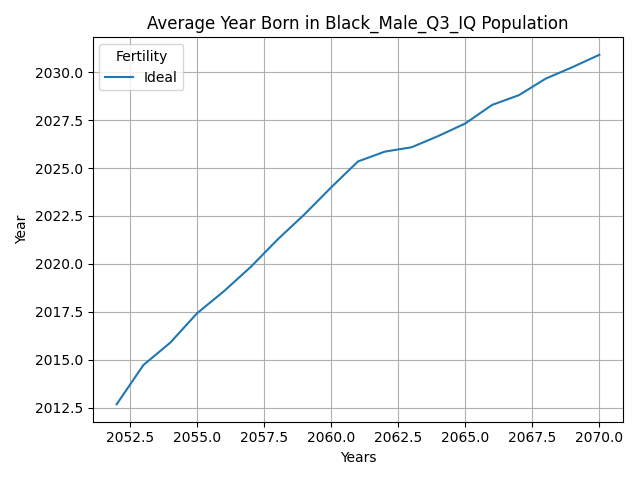 Average Year Born in Black_Male_Q3_IQ Population
Fertility
Ideal
Year
2030.0
2027.5
2025.0
2022.5
2020.0
2017.5
2015.0
2012.5
2052.5 2055.0 2057.5 2060.0 2062.5 2065.0 2067.5 2070.0
Years